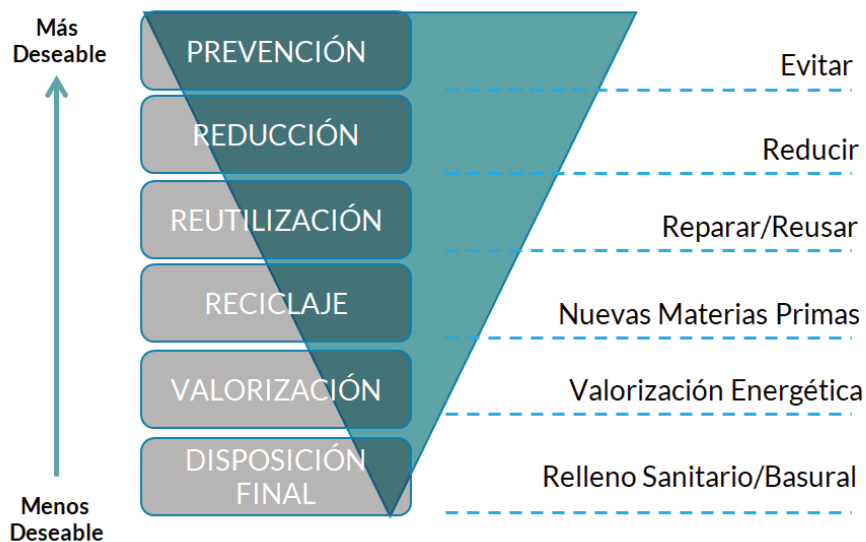 Más
Deseable
PREVENCIÓN
Evitar
REDUCCIÓN
Reducir
REUTILIZACIÓN
Reparar/Reusar
RECICLAJE
Nuevas Materias Primas
VALORIZACIÓN
Valorización Energética
DISPOSICIÓN
FINAL
Relleno Sanitario/Basural
Menos
Deseable